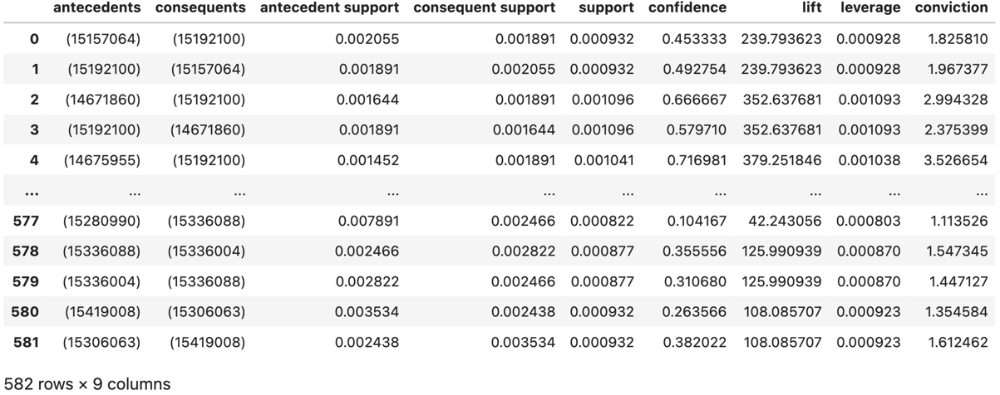 antecedents consequents antecedent support consequent support support confidence lift leverage conviction
0 (15157064) (15192100) 0.002055 0.001891 0.000932 0.453333 239.793623 0.000928 1.825810
1 (15192100) (15157064) 0.001891 0.002055 0.000932 0.492754 239.793623 0.000928 1.967377
2 (14671860) (15192100) 0.001644 0.001891 0.001096 0.666667 352.637681 0.001093 2.994328
3 (15192100) (14671860) 0.001891 0.001644 0.001096 0.579710 352.637681 0.001093 2.375399
4 (14675955) (15192100) 0.001452 0.001891 0.001041 0.716981 379.251846 0.001038 3.526654
... ... ... ... ... ... ... ... ... ...
577 (15280990) (15336088) 0.007891 0.002466 0.000822 0.104167 42.243056 0.000803 1.113526
578 (15336088) (15336004) 0.002466 0.002822 0.000877 0.355556 125.990939 0.000870 1.547345
579 (15336004) (15336088) 0.002822 0.002466 0.000877 0.310680 125.990939 0.000870 1.447127
580 (15419008) (15306063) 0.003534 0.002438 0.000932 0.263566 108.085707 0.000923 1.354584
581 (15306063) (15419008) 0.002438 0.003534 0.000932 0.382022 108.085707 0.000923 1.612462
582 rows × 9 columns